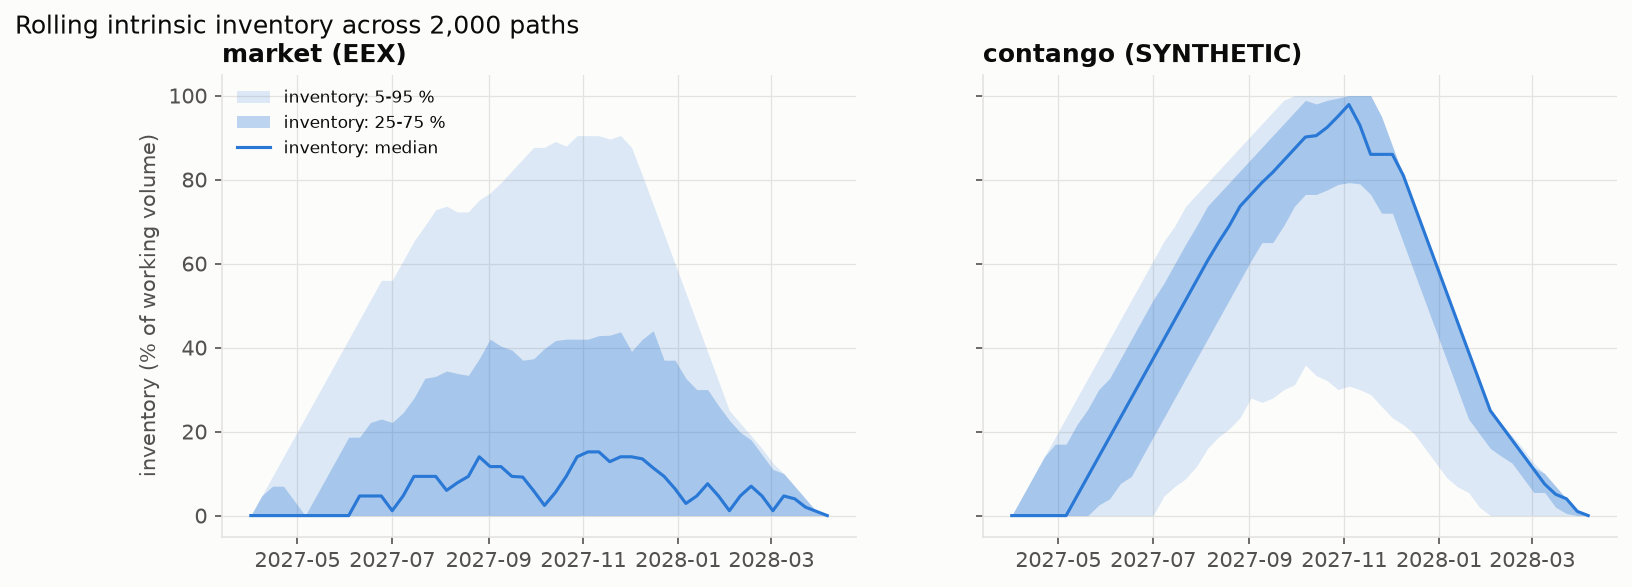 Rolling intrinsic inventory across 2,000 paths
market (EEX)
contango (SYNTHETIC)
inventory: 5-95 %
inventory: 25-75 %
inventory: median
inventory (% of working volume)
100
80
60
40
20
0
2027-05 2027-07 2027-09 2027-11 2028-01 2028-03
2027-05 2027-07 2027-09 2027-11 2028-01 2028-03